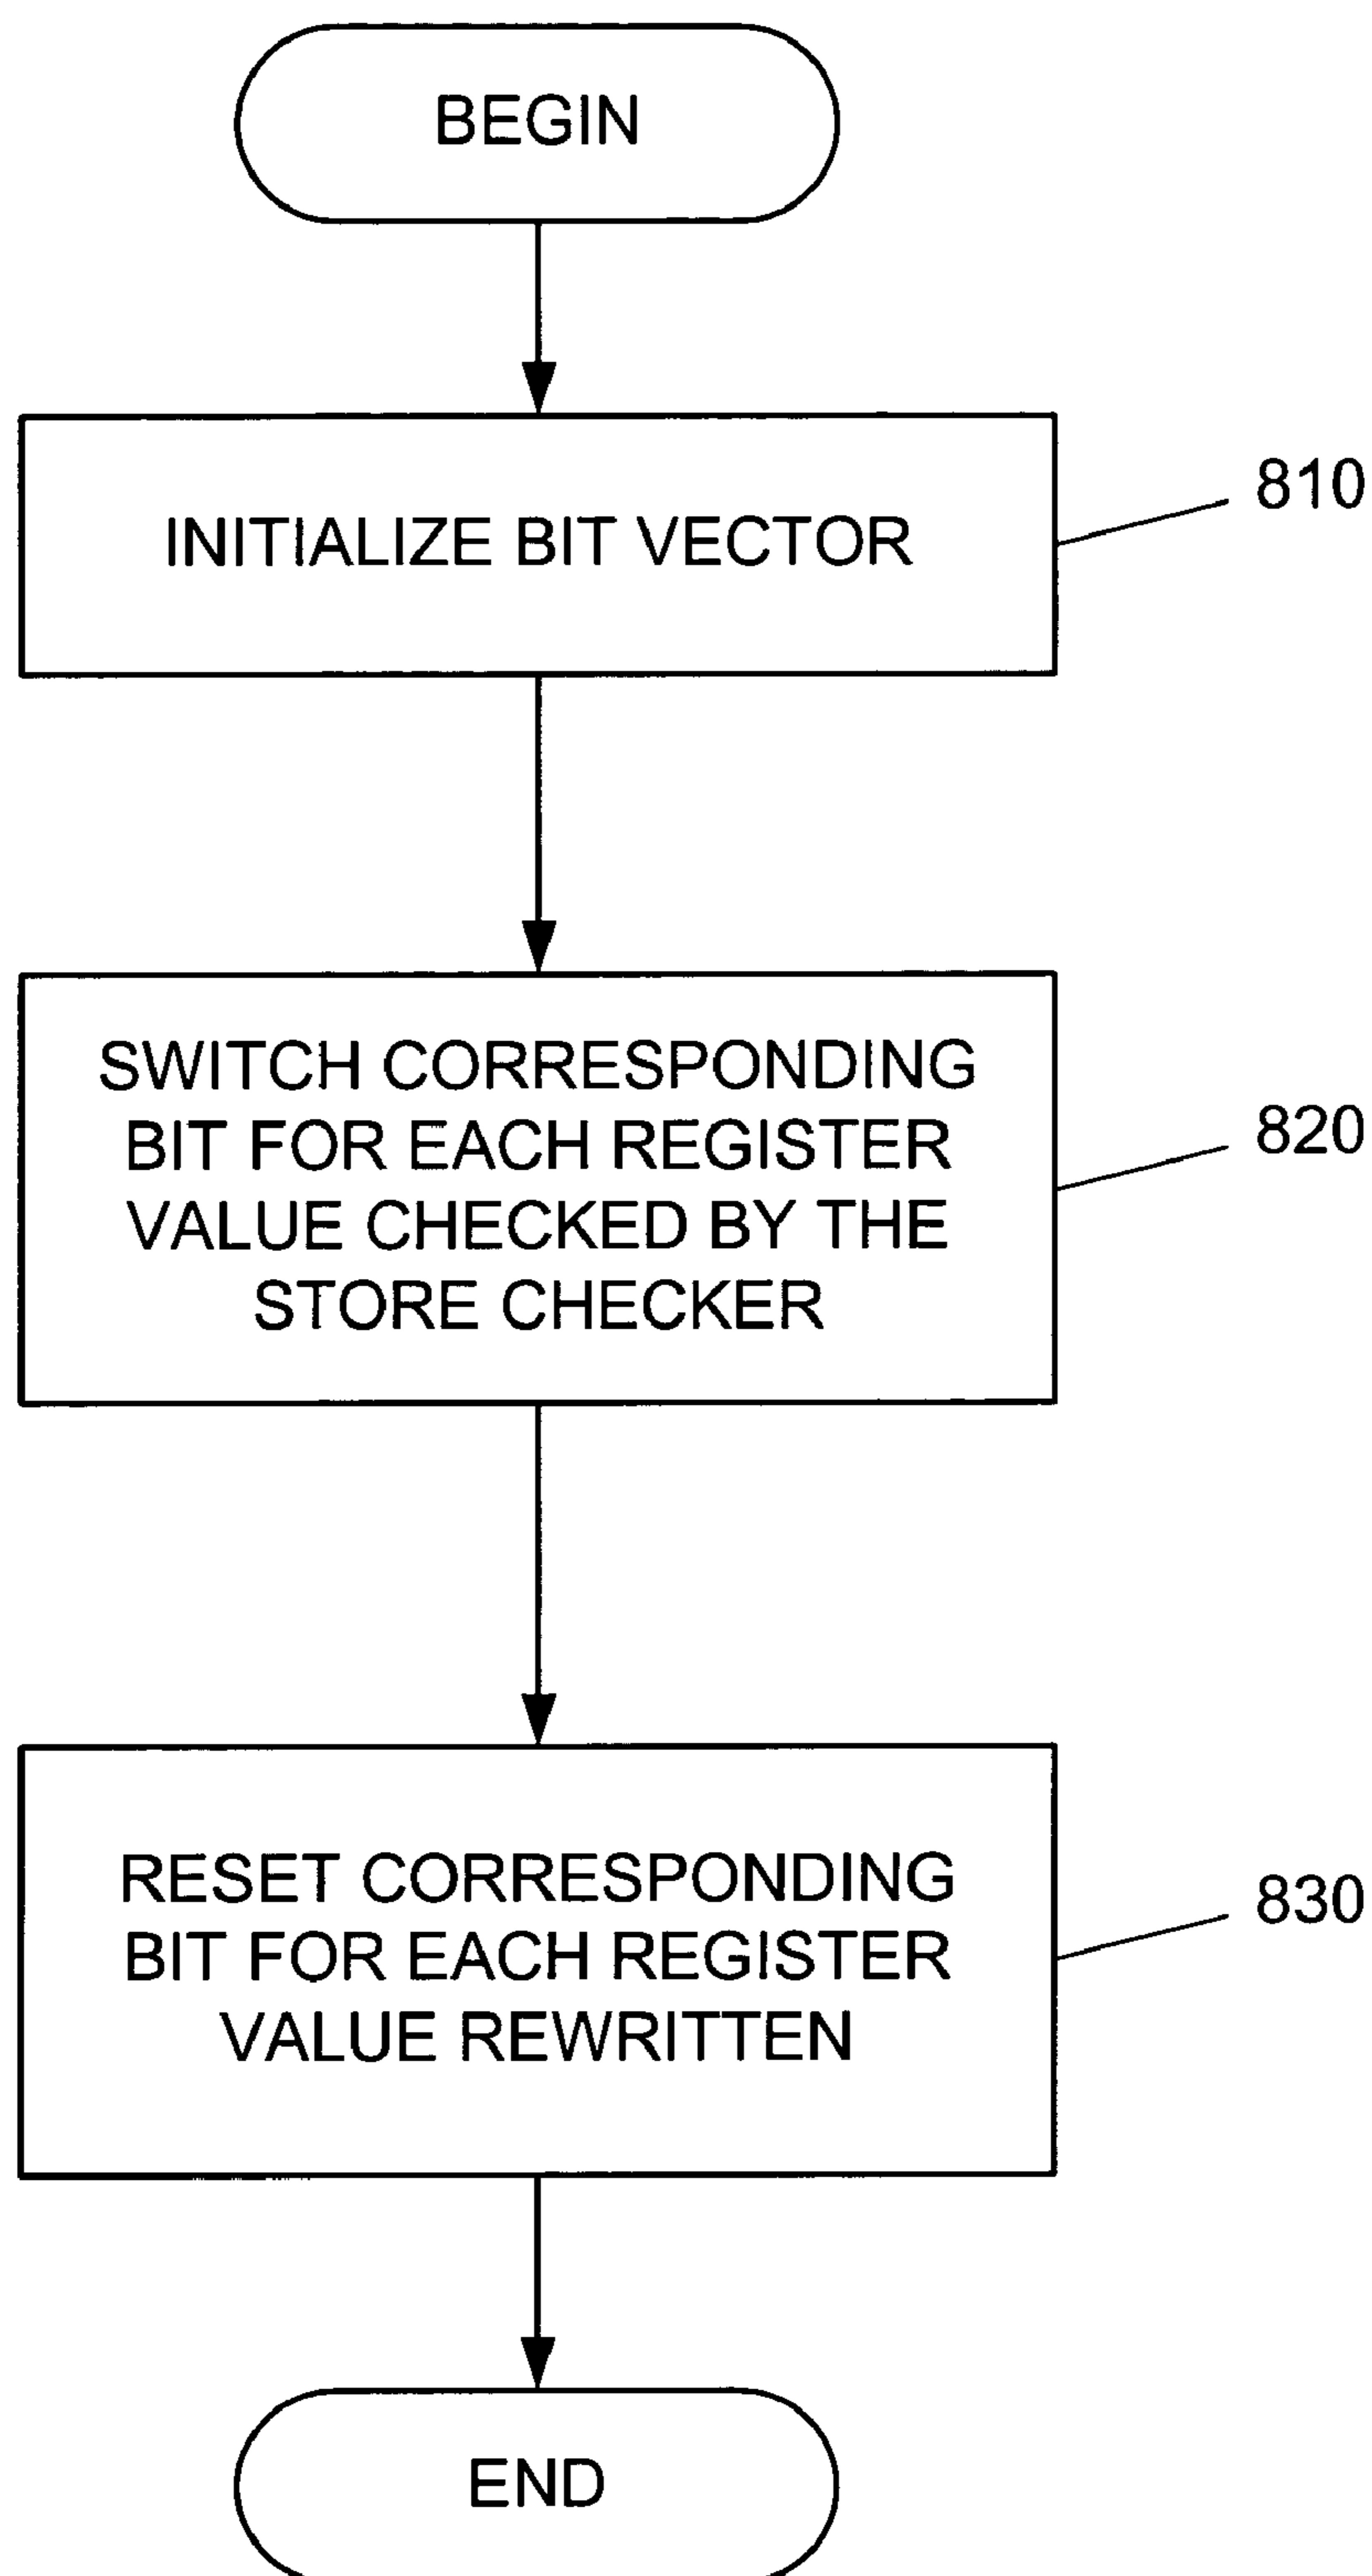 BEGIN
INITIALIZE BIT VECTOR
810
SWITCH CORRESPONDING
BIT FOR EACH REGISTER
VALUE CHECKED BY THE
STORE CHECKER
820
RESET CORRESPONDING
BIT FOR EACH REGISTER
VALUE REWRITTEN
830
END